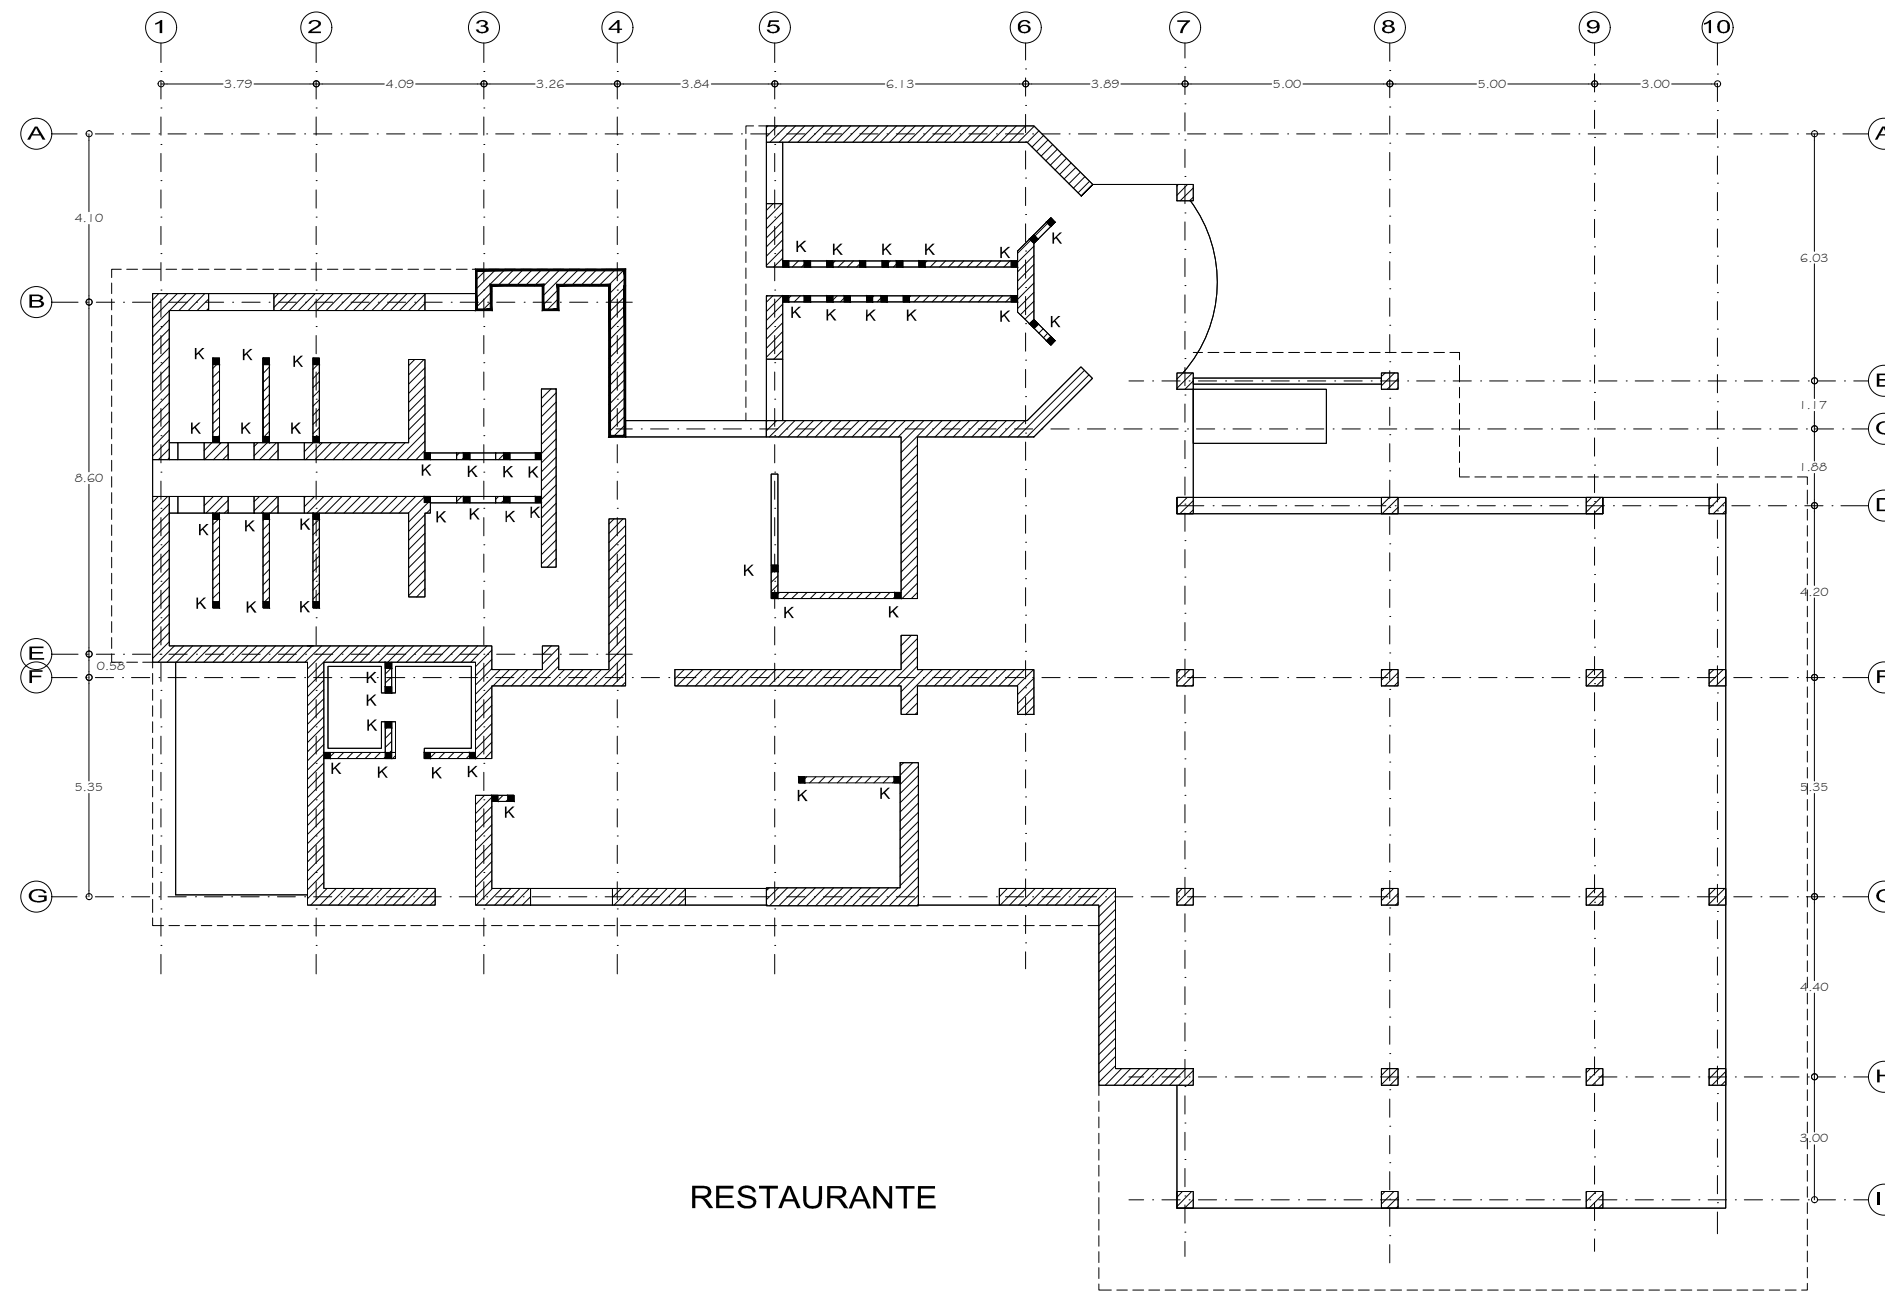 1 2 3 4 5 6 7 8 9 10
3.79 4.09 3.26 3.84 6.13 3.89 5.00 5.00 3.00
A A
4.10
K K K K K K
6.03
B
K K K K K K
K K K
1.17
K K K
K K K K
8.60 1.88
K K K K
K K K
K
4.20
K K K
K K
E
0.58
F K F
K
K
K K K K
5.35 5.35
K K
K
G
4.40
H
3.00
RESTAURANTE
I